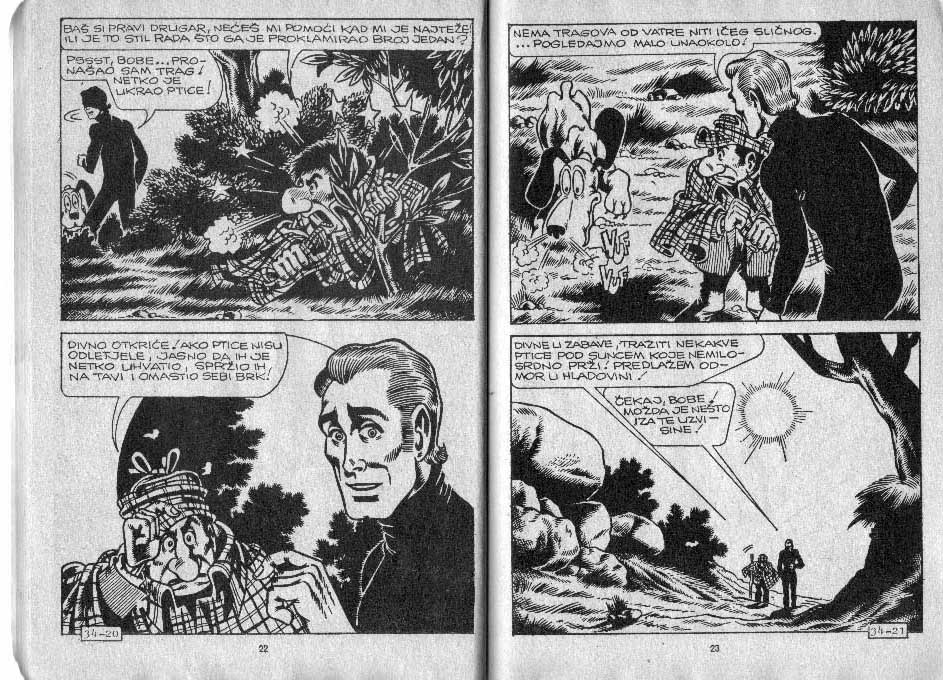 BAŠ SI PRAVI DRUGAR, NEĆEŠ MI POMOĆI KAD MI JE NAJTEŽE!
ILI JE TO STIL RADA ŠTO GA JE PROKLAMIRAO BROJ JEDAN?
PSSST, BOBE... PRO-
NAŠAO SAM TRAG!
NETKO JE
UKRAO PTICE!
DIVNO OTKRIĆE! AKO PTICE NISU
ODLETJELE, JASNO DA IH JE
NETKO UHVATIO, SPRŽIO IH
NA TAVI I OMASTIO SEBI BRK!
34-20
22
NEMA TRAGOVA OD VATRE NITI IČEG SLIČNOG.
...POGLEDAJMO MALO UNAOKOLO!
VUF
VUF
DIVNE LI ZABAVE, TRAŽITI NEKAKVE
PTICE POD SUNCEM KOJE NEMILO-
SRDNO PRŽI! PREDLAŽEM OD-
MOR U HLADOVINI!
ČEKAJ, BOBE!
MOŽDA JE NEŠTO
IZA TE UZVI-
SINE!
34-21
23